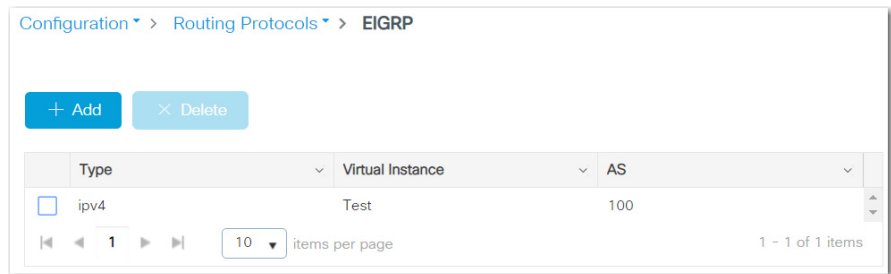 Configuration > Routing Protocols > EIGRP
+ Add × Delete
Type Virtual Instance AS
ipv4 Test 100
1 10 items per page 1 - 1 of 1 items